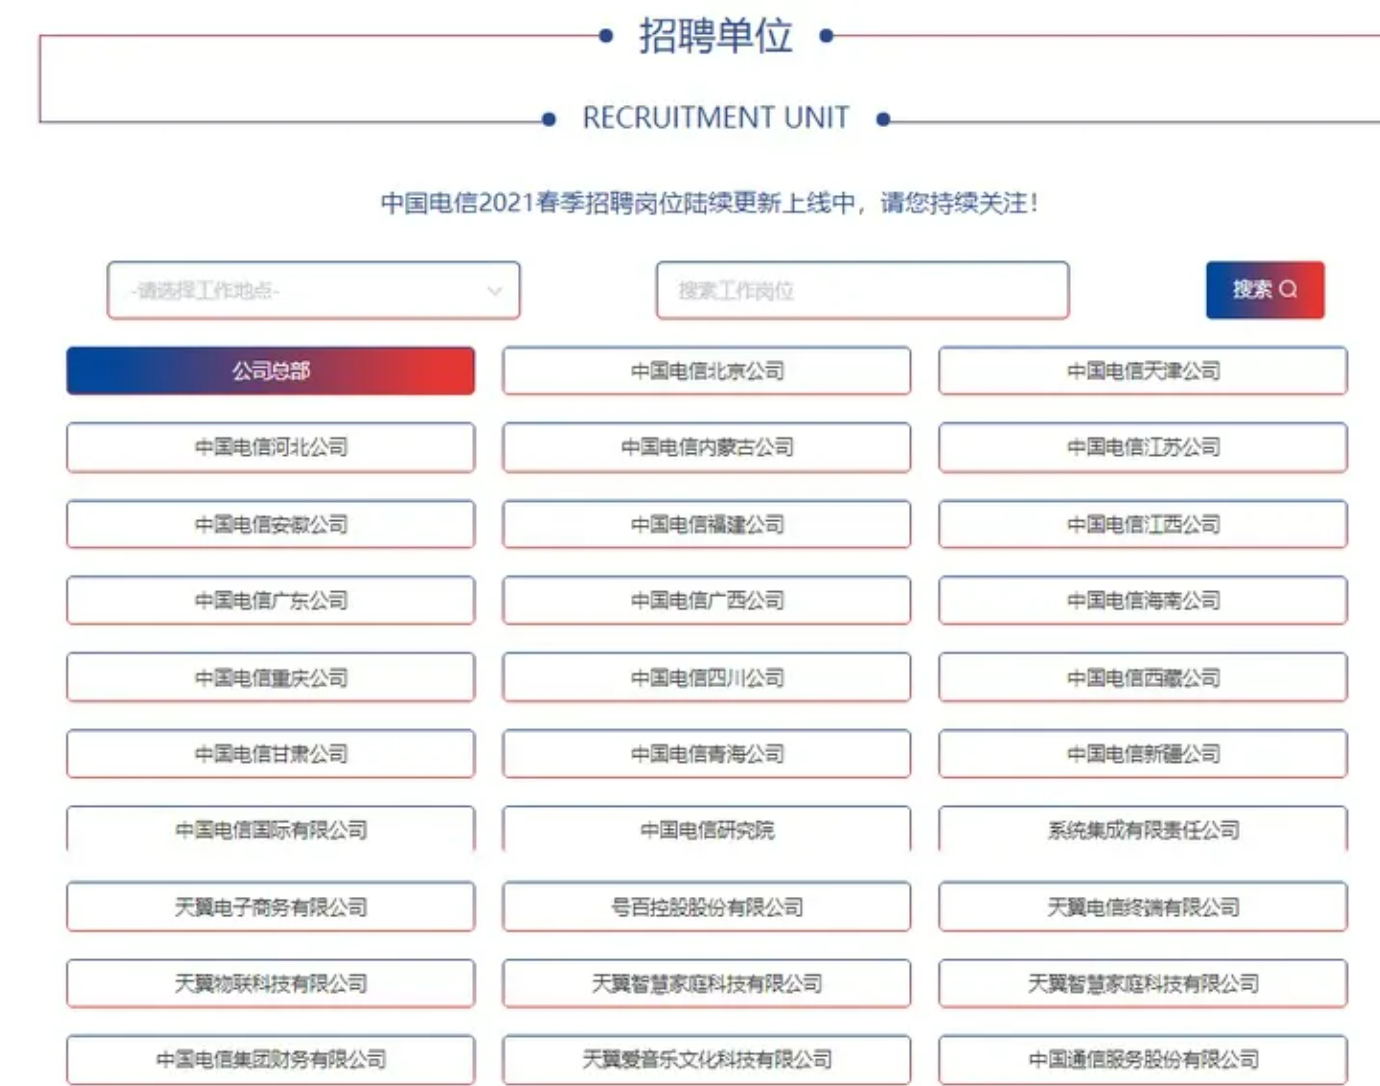 招聘单位
RECRUITMENT UNIT
中国电信2021春季招聘岗位陆续更新上线中，请您持续关注！
-请选择工作地点-
搜索工作岗位
搜索
公司总部
中国电信北京公司
中国电信天津公司
中国电信河北公司
中国电信内蒙古公司
中国电信江苏公司
中国电信安徽公司
中国电信福建公司
中国电信江西公司
中国电信广东公司
中国电信广西公司
中国电信海南公司
中国电信重庆公司
中国电信四川公司
中国电信西藏公司
中国电信甘肃公司
中国电信青海公司
中国电信新疆公司
中国电信国际有限公司
中国电信研究院
系统集成有限责任公司
天翼电子商务有限公司
号百控股股份有限公司
天翼电信终端有限公司
天翼物联科技有限公司
天翼智慧家庭科技有限公司
天翼智慧家庭科技有限公司
中国电信集团财务有限公司
天翼爱音乐文化科技有限公司
中国通信服务股份有限公司